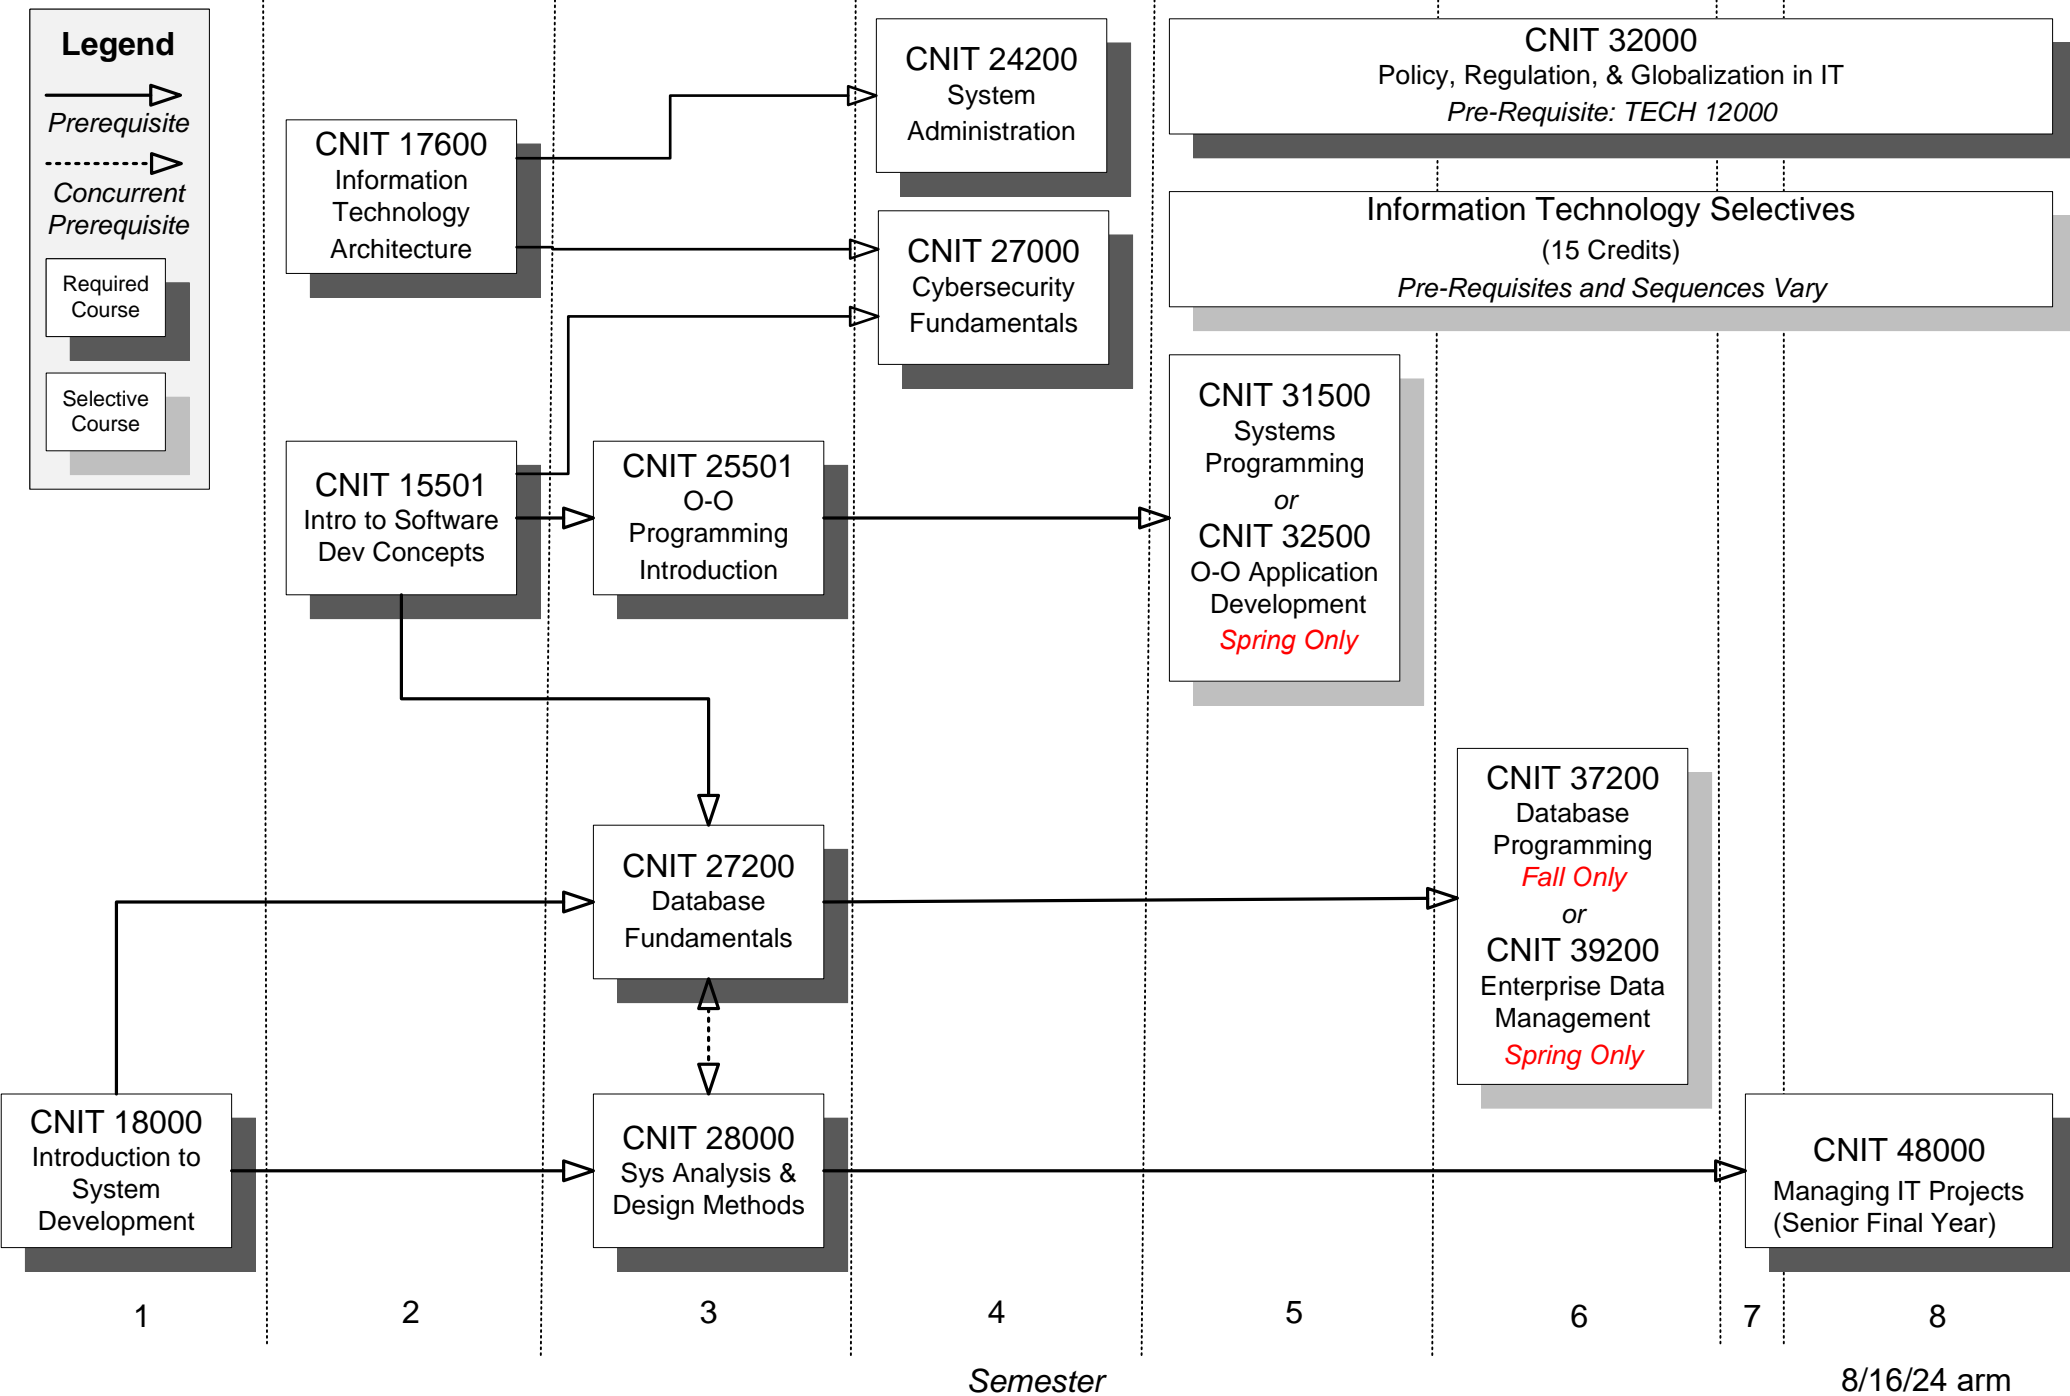 Legend
Prerequisite
Concurrent
Prerequisite
Required
Course
Selective
Course
CNIT 17600
Information
Technology
Architecture
CNIT 24200
System
Administration
CNIT 32000
Policy, Regulation, & Globalization in IT
Pre-Requisite: TECH 12000
CNIT 27000
Cybersecurity
Fundamentals
Information Technology Selectives
(15 Credits)
Pre-Requisites and Sequences Vary
CNIT 15501
Intro to Software
Dev Concepts
CNIT 25501
O-O
Programming
Introduction
CNIT 31500
Systems
Programming
or
CNIT 32500
O-O Application
Development
Spring Only
CNIT 27200
Database
Fundamentals
CNIT 37200
Database
Programming
Fall Only
or
CNIT 39200
Enterprise Data
Management
Spring Only
CNIT 18000
Introduction to
System
Development
CNIT 28000
Sys Analysis &
Design Methods
CNIT 48000
Managing IT Projects
(Senior Final Year)
1
2
3
4
5
6
7
8
Semester
8/16/24 arm